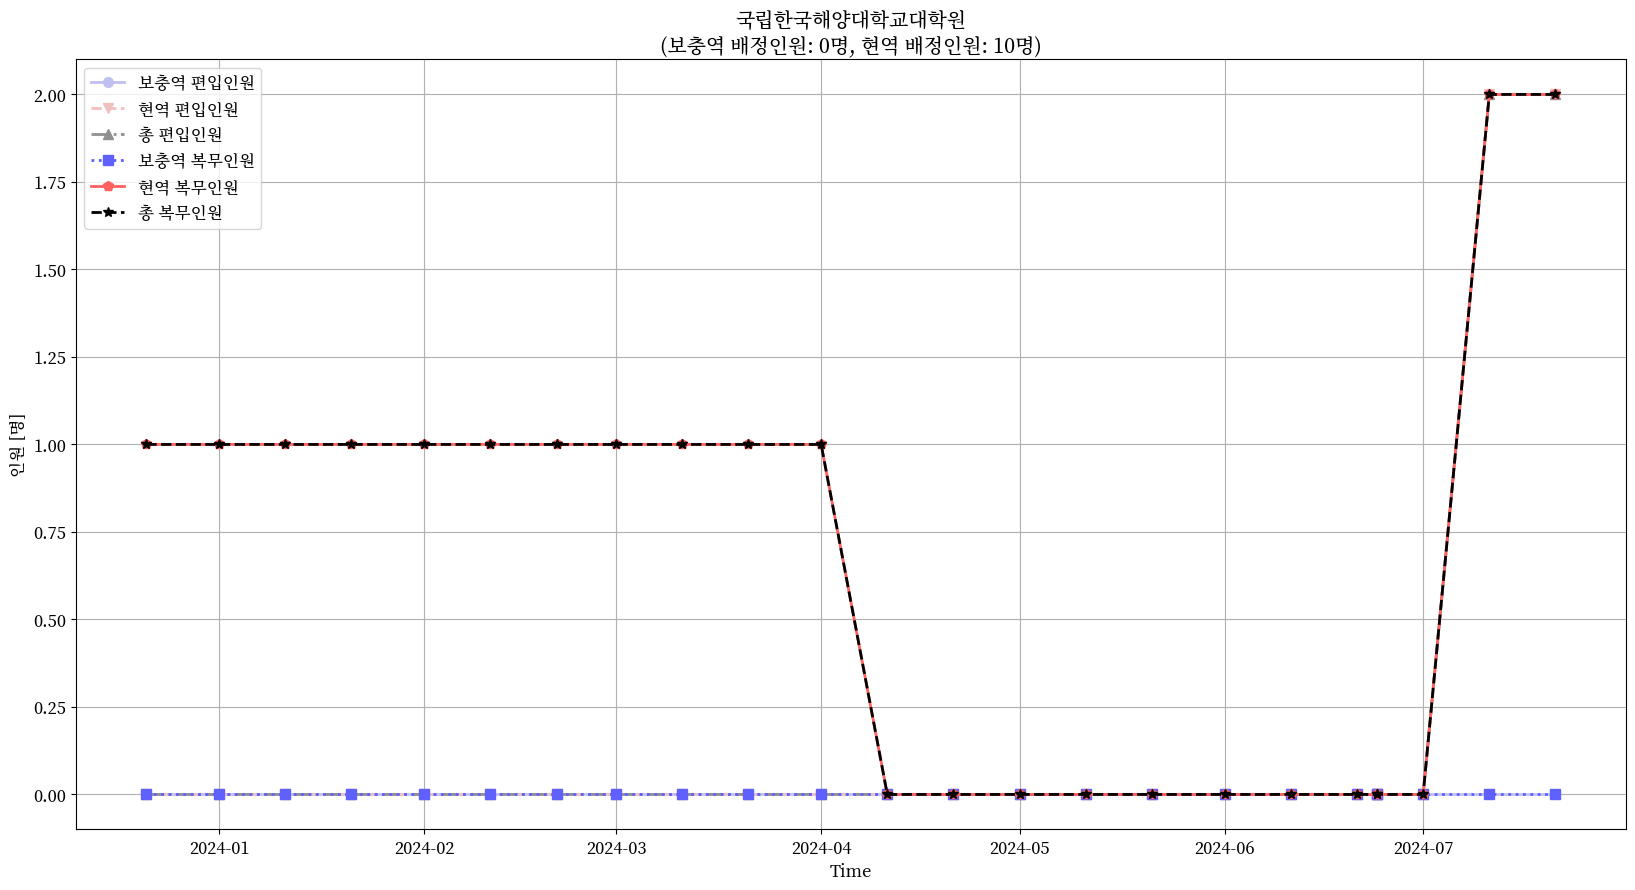 국립한국해양대학교대학원
(보충역 배정인원: 0명, 현역 배정인원: 10명)
보충역 편입인원
현역 편입인원
총 편입인원
보충역 복무인원
현역 복무인원
총 복무인원
2.00
1.75
1.50
1.25
1.00
0.75
0.50
0.25
0.00
인원 [명]
2024-01
2024-02
2024-03
2024-04
2024-05
2024-06
2024-07
Time